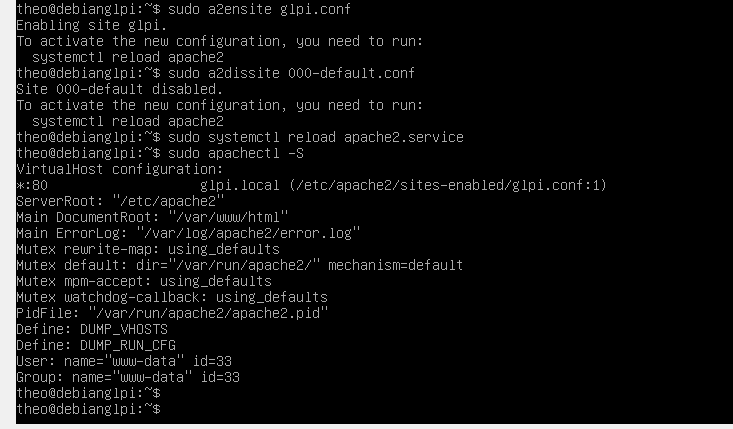 theo@debianglpi:~$ sudo a2ensite glpi.conf
Enabling site glpi.
To activate the new configuration, you need to run:
  systemctl reload apache2
theo@debianglpi:~$ sudo a2dissite 000-default.conf
Site 000-default disabled.
To activate the new configuration, you need to run:
  systemctl reload apache2
theo@debianglpi:~$ sudo systemctl reload apache2.service
theo@debianglpi:~$ sudo apachectl -S
VirtualHost configuration:
*:80                   glpi.local (/etc/apache2/sites-enabled/glpi.conf:1)
ServerRoot: "/etc/apache2"
Main DocumentRoot: "/var/www/html"
Main ErrorLog: "/var/log/apache2/error.log"
Mutex rewrite-map: using_defaults
Mutex default: dir="/var/run/apache2/" mechanism=default
Mutex mpm-accept: using_defaults
Mutex watchdog-callback: using_defaults
PidFile: "/var/run/apache2/apache2.pid"
Define: DUMP_VHOSTS
Define: DUMP_RUN_CFG
User: name="www-data" id=33
Group: name="www-data" id=33
theo@debianglpi:~$
theo@debianglpi:~$